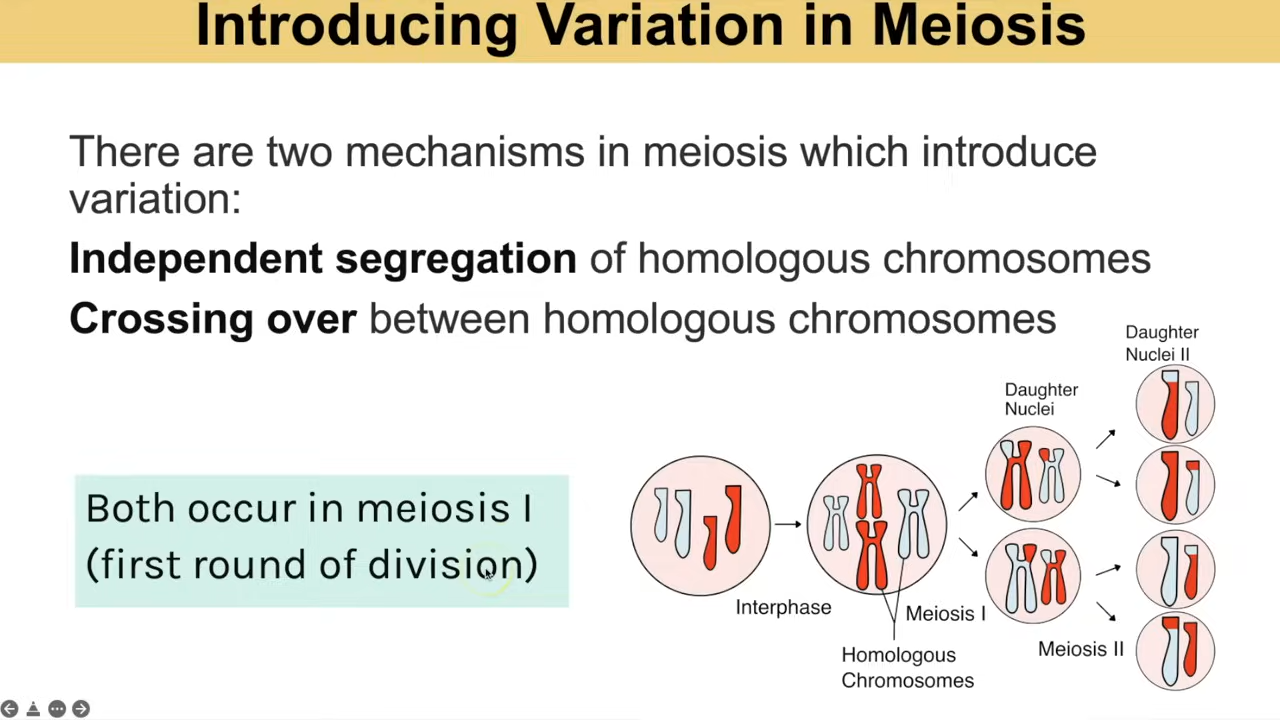 Introducing Variation in Meiosis
There are two mechanisms in meiosis which introduce
variation:
Independent segregation of homologous chromosomes
Crossing over between homologous chromosomes
Both occur in meiosis I
(first round of division)
Daughter
Nuclei II
Daughter
Nuclei
Interphase
Meiosis I
Homologous
Chromosomes
Meiosis II